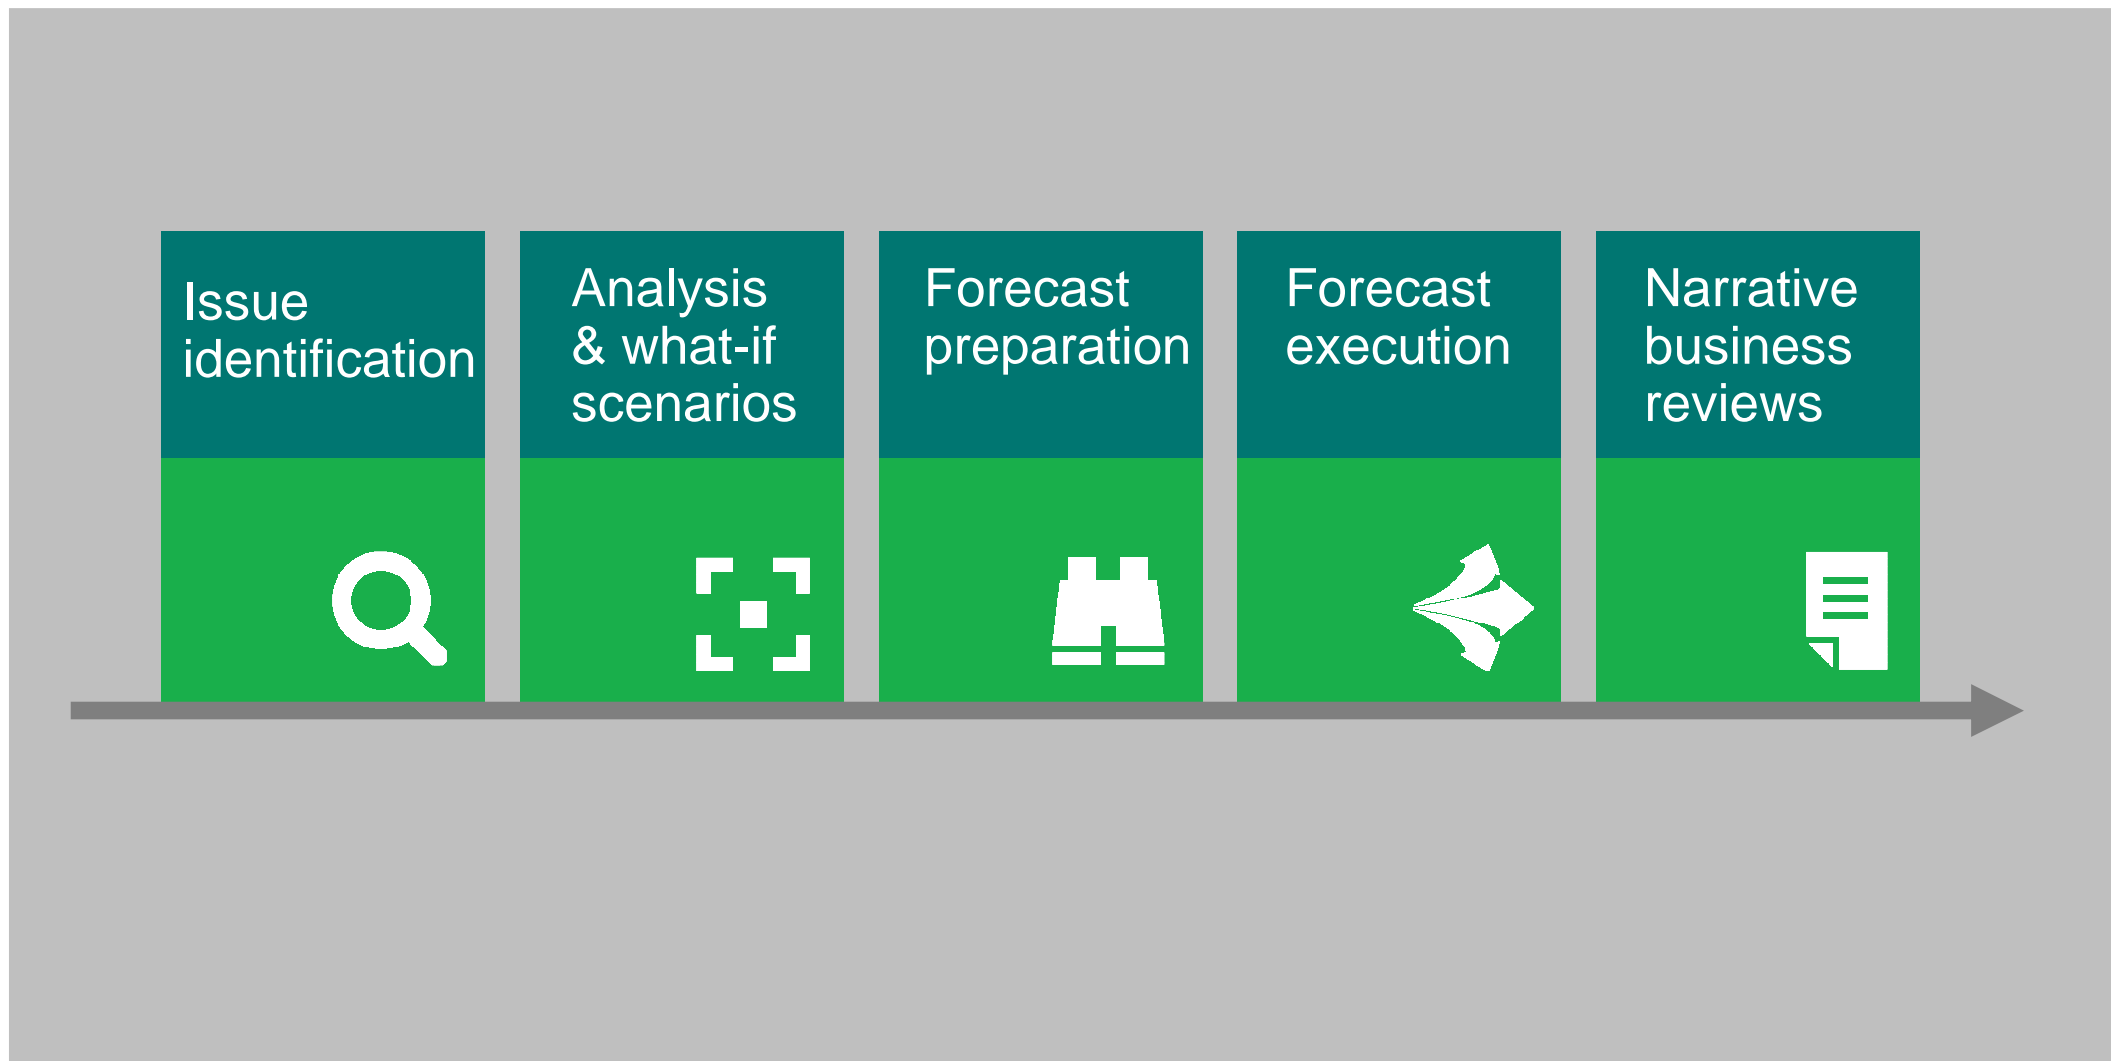 Issue
identification
Analysis
& what-if
scenarios
Forecast
preparation
Forecast
execution
Narrative
business
reviews